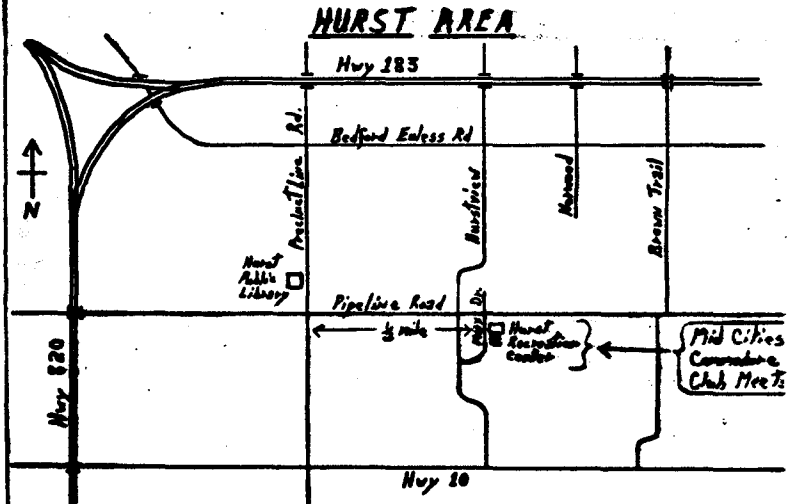 HURST AREA
Hwy 183
Bedford Euless Rd
Precinct Line Rd.
Hurstview
Norwood
Brown Trail
N
Hurst
Public
Library
Pipeline Road
½ mile
Dr.
Hurst
Recreation
Center
Mid Cities
Commodore
Club Meets
Hwy 820
Hwy 10